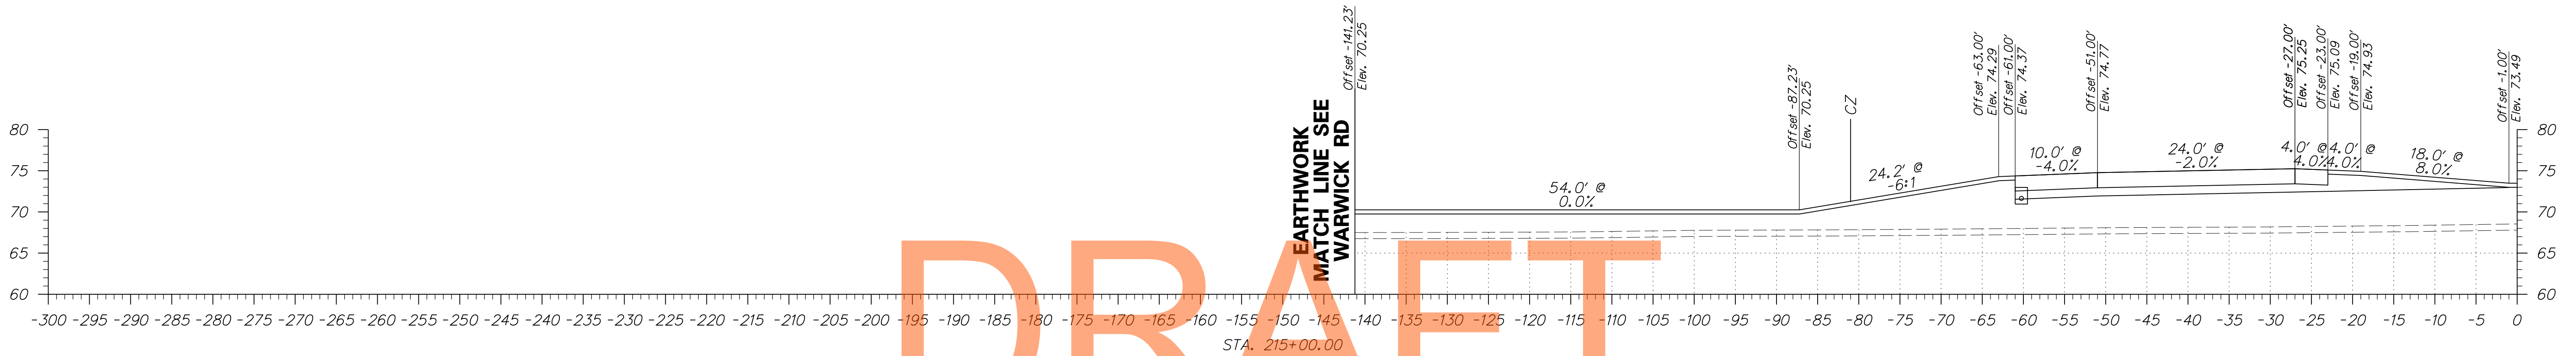 Offset -141.23'
Elev. 70.25
Offset -87.23'
Elev. 70.25
CZ
Offset -63.00'
Elev. 74.29
Offset -61.00'
Elev. 74.37
Offset -51.00'
Elev. 74.77
Offset -27.00'
Elev. 75.25
Offset -23.00'
Elev. 75.09
Offset -19.00'
Elev. 74.93
Offset -1.00'
Elev. 73.49
EARTHWORK
MATCH LINE SEE
WARWICK RD
54.0' @
0.0%
24.2' @
-6:1
10.0' @
-4.0%
24.0' @
-2.0%
4.0' @
4.0%
4.0' @
4.0%
18.0' @
8.0%
80
75
70
65
60
80
75
70
65
60
-300 -295 -290 -285 -280 -275 -270 -265 -260 -255 -250 -245 -240 -235 -230 -225 -220 -215 -210 -205 -200 -195 -190 -185 -180 -175 -170 -165 -160 -155 -150 -145 -140 -135 -130 -125 -120 -115 -110 -105 -100 -95 -90 -85 -80 -75 -70 -65 -60 -55 -50 -45 -40 -35 -30 -25 -20 -15 -10 -5 0
STA. 215+00.00
DRAFT